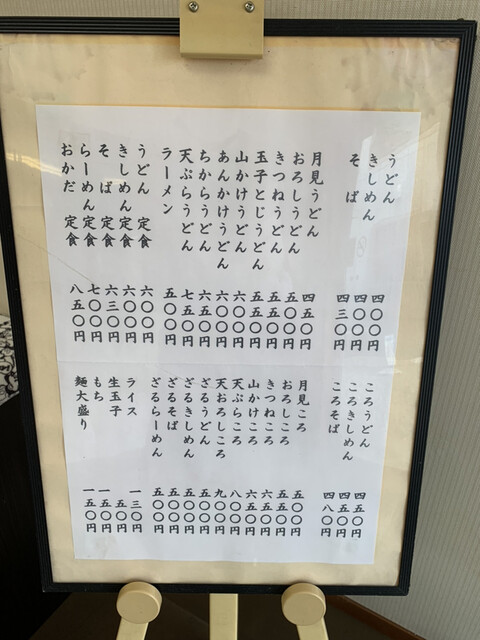 うどん 四〇〇円
きしめん 四〇〇円
そば 四三〇円
月見うどん 四五〇円
おろしうどん 五〇〇円
きつねうどん 五五〇円
玉子とじうどん 五五〇円
山かけうどん 六〇〇円
あんかけうどん 六〇〇円
ちからうどん 六五〇円
天ぷらうどん 七五〇円
ラーメン 五〇〇円
うどん 定食 六〇〇円
きしめん 定食 六〇〇円
そば 定食 六三〇円
らーめん 定食 七〇〇円
おかだ 定食 八五〇円
ころうどん 四五〇円
ころきしめん 四五〇円
ころそば 四八〇円
月見ころ 五〇〇円
おろしころ 五五〇円
きつねころ 六五〇円
山かけころ 六五〇円
天ぷらころ 八〇〇円
天おろしころ 九〇〇円
ざるうどん 五五〇円
ざるきしめん 五五〇円
ざるそば 五五〇円
ざるらーめん 五〇〇円
ライス 一三〇円
生玉子 五〇円
もち 一五〇円
麺大盛り 一五〇円